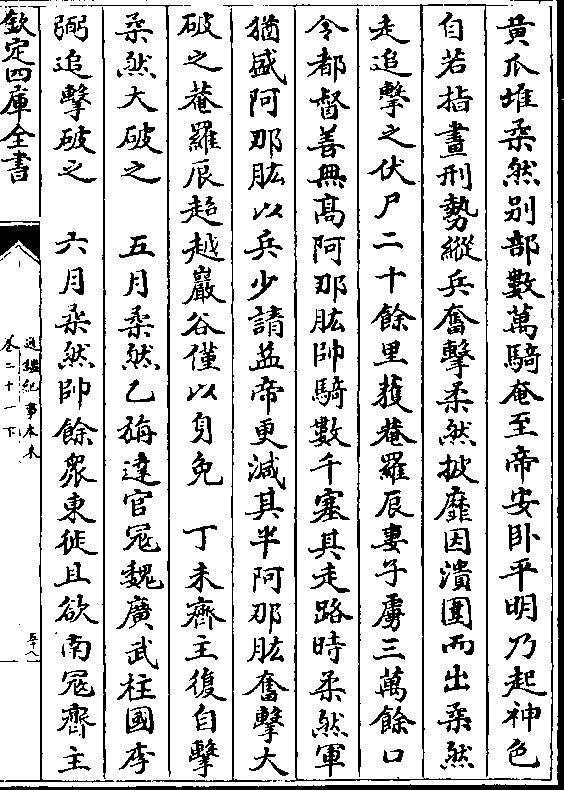 黄瓜堆柔然别部數萬騎奄至帝安卧平明乃起神色
自若指畫形勢縱兵奮擊柔然披靡因潰圍而出柔然
走追擊之伏尸二十餘里獲菴羅辰妻子虜三萬餘口
令都督善無髙阿那肱帥騎數千塞其走路時柔然軍
猶盛阿那肱以兵少請益帝更減其半阿那肱奮擊大
破之菴羅辰超越巖谷僅以身免　丁未齊主復自擊
柔然大破之　五月柔然乙旃達官冦魏廣武柱國李
弼追擊破之　六月柔然帥餘衆東徙且欲南冦齊主
欽定四庫全書
通鑑紀事本末
卷二十一下
五十八